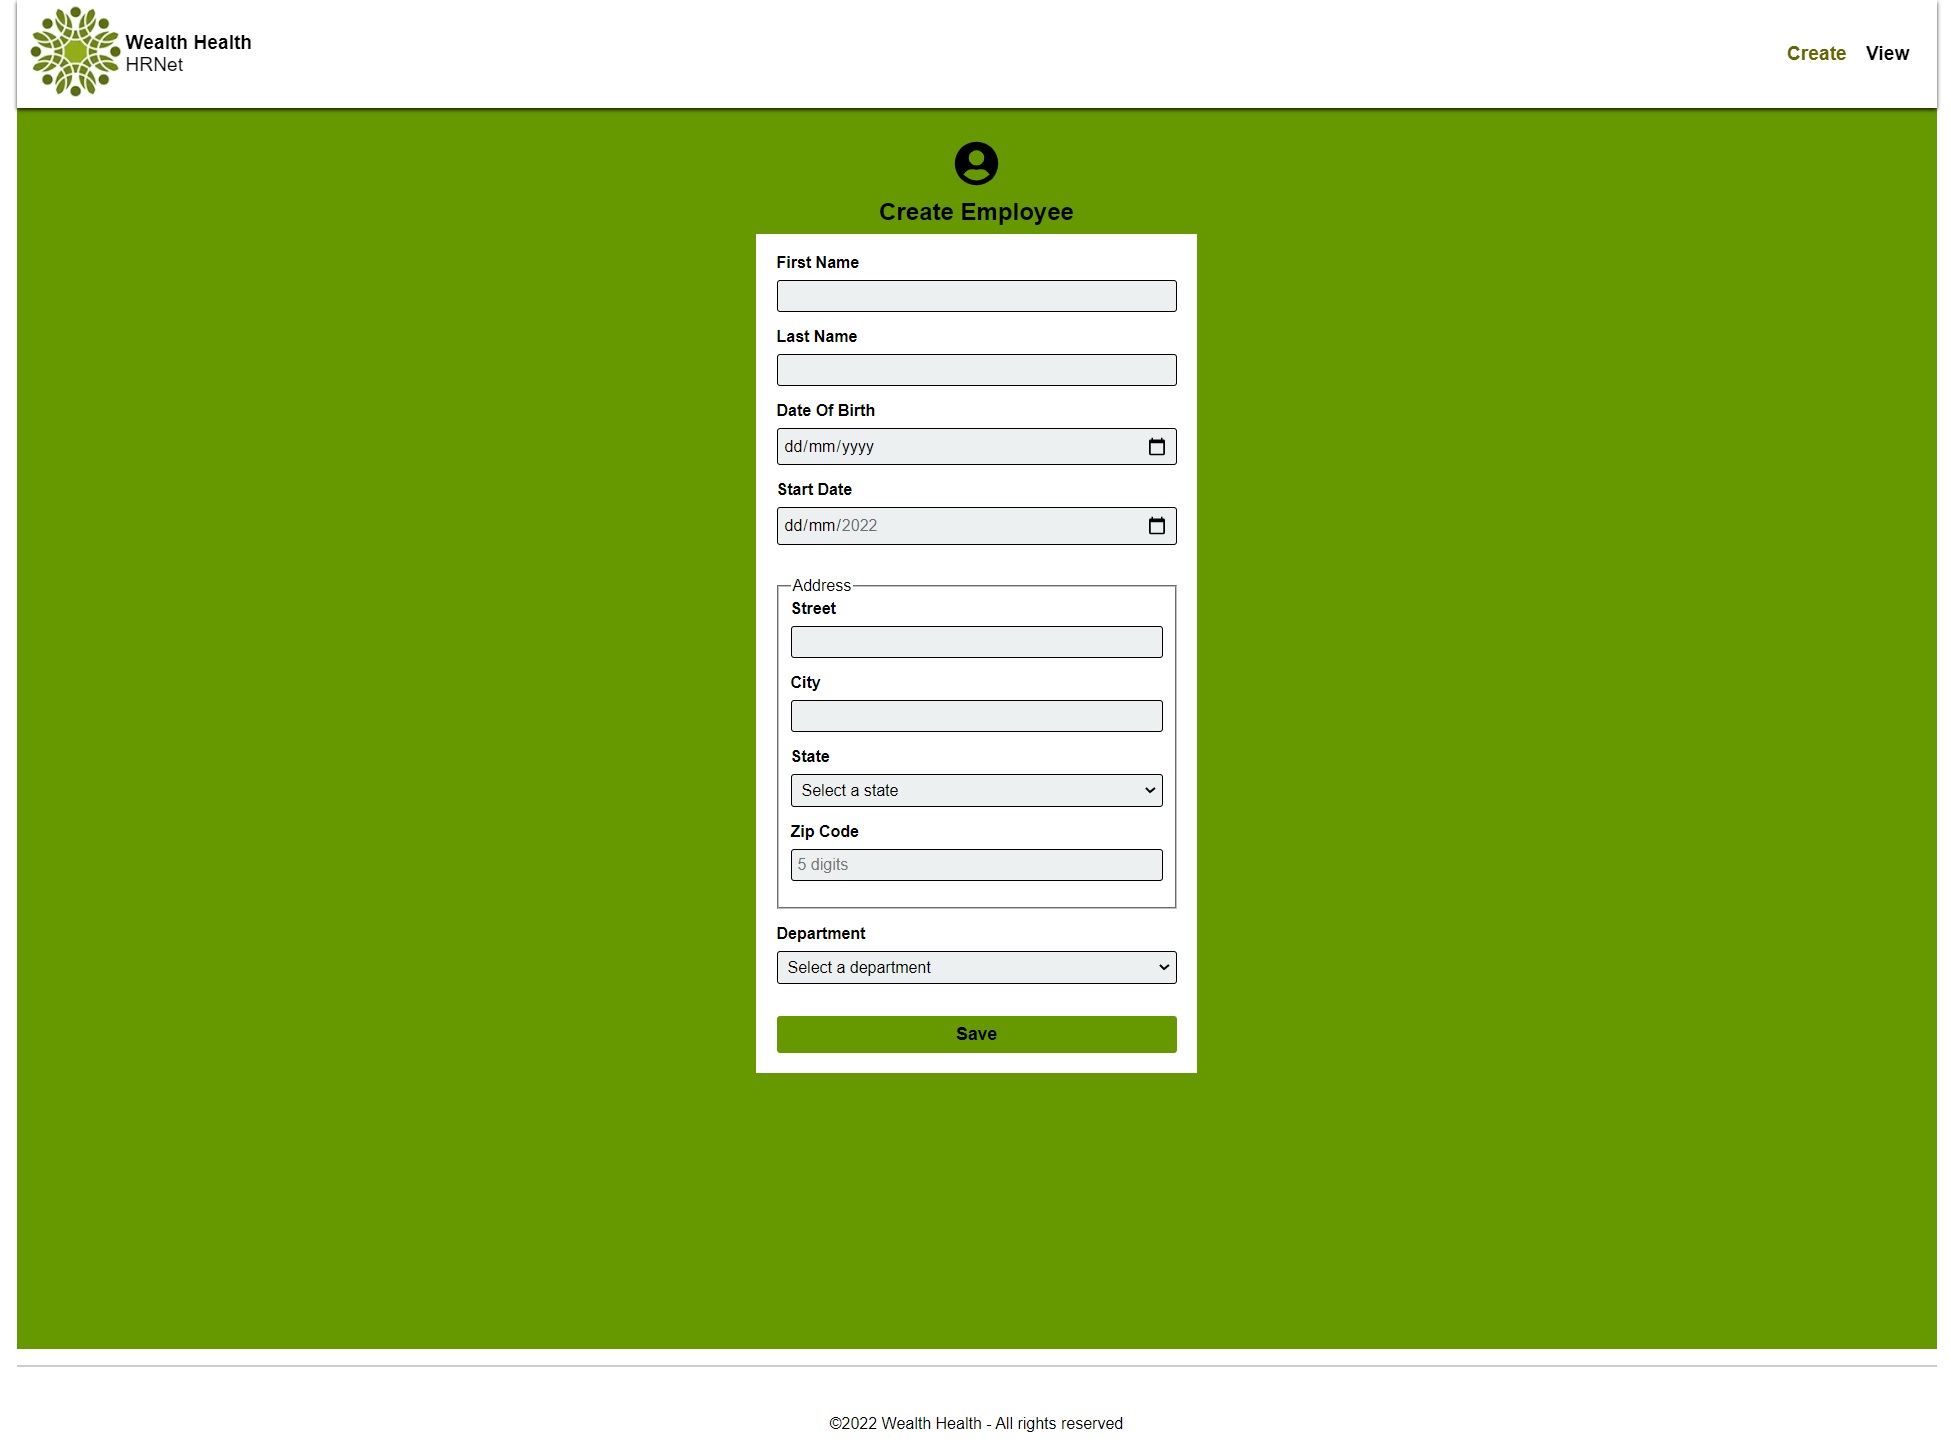 Wealth Health
HRNet
Create View
Create Employee
First Name
Last Name
Date Of Birth
dd/mm/yyyy
Start Date
dd/mm/2022
Address
Street
City
State
Select a state
Zip Code
5 digits
Department
Select a department
Save
©2022 Wealth Health - All rights reserved